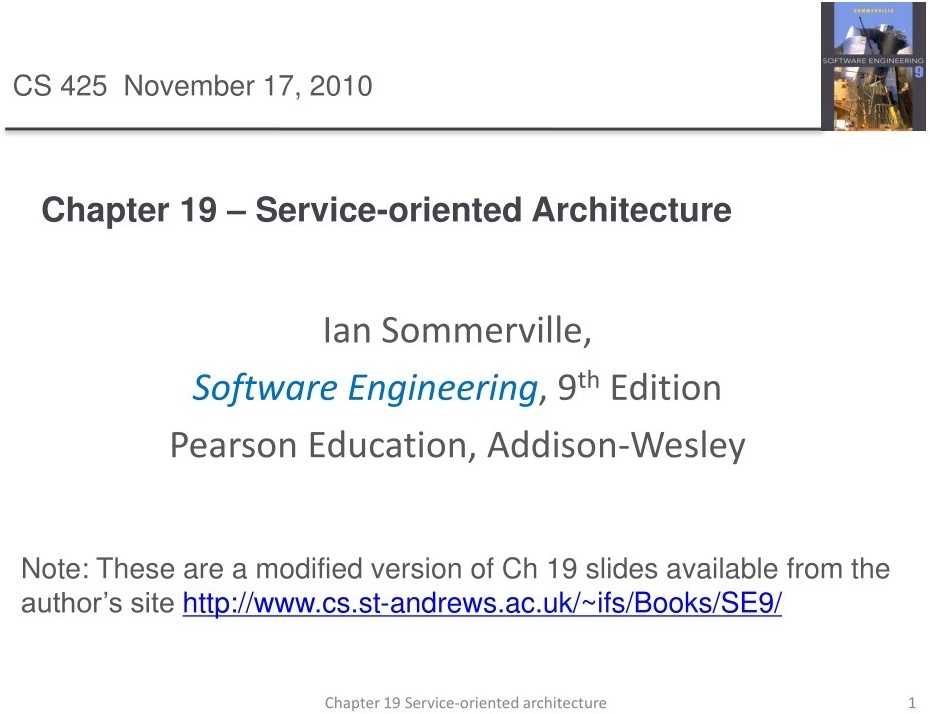 SOMMERVILLE
SOFTWARE ENGINEERING
9
CS 425  November 17, 2010
Chapter 19 – Service-oriented Architecture
Ian Sommerville,
Software Engineering, 9th Edition
Pearson Education, Addison-Wesley
Note: These are a modified version of Ch 19 slides available from the
author’s site http://www.cs.st-andrews.ac.uk/~ifs/Books/SE9/
Chapter 19 Service-oriented architecture
1